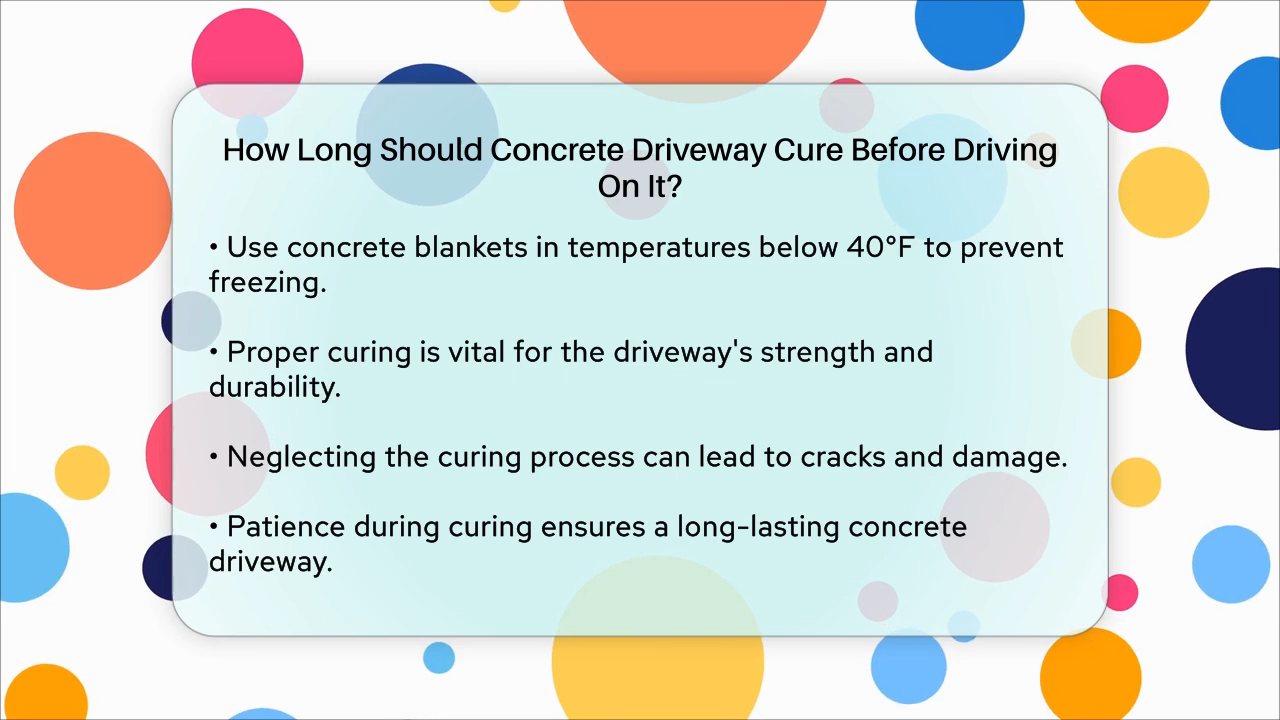 How Long Should Concrete Driveway Cure Before Driving
On It?
• Use concrete blankets in temperatures below 40°F to prevent
freezing.
• Proper curing is vital for the driveway's strength and
durability.
• Neglecting the curing process can lead to cracks and damage.
• Patience during curing ensures a long-lasting concrete
driveway.